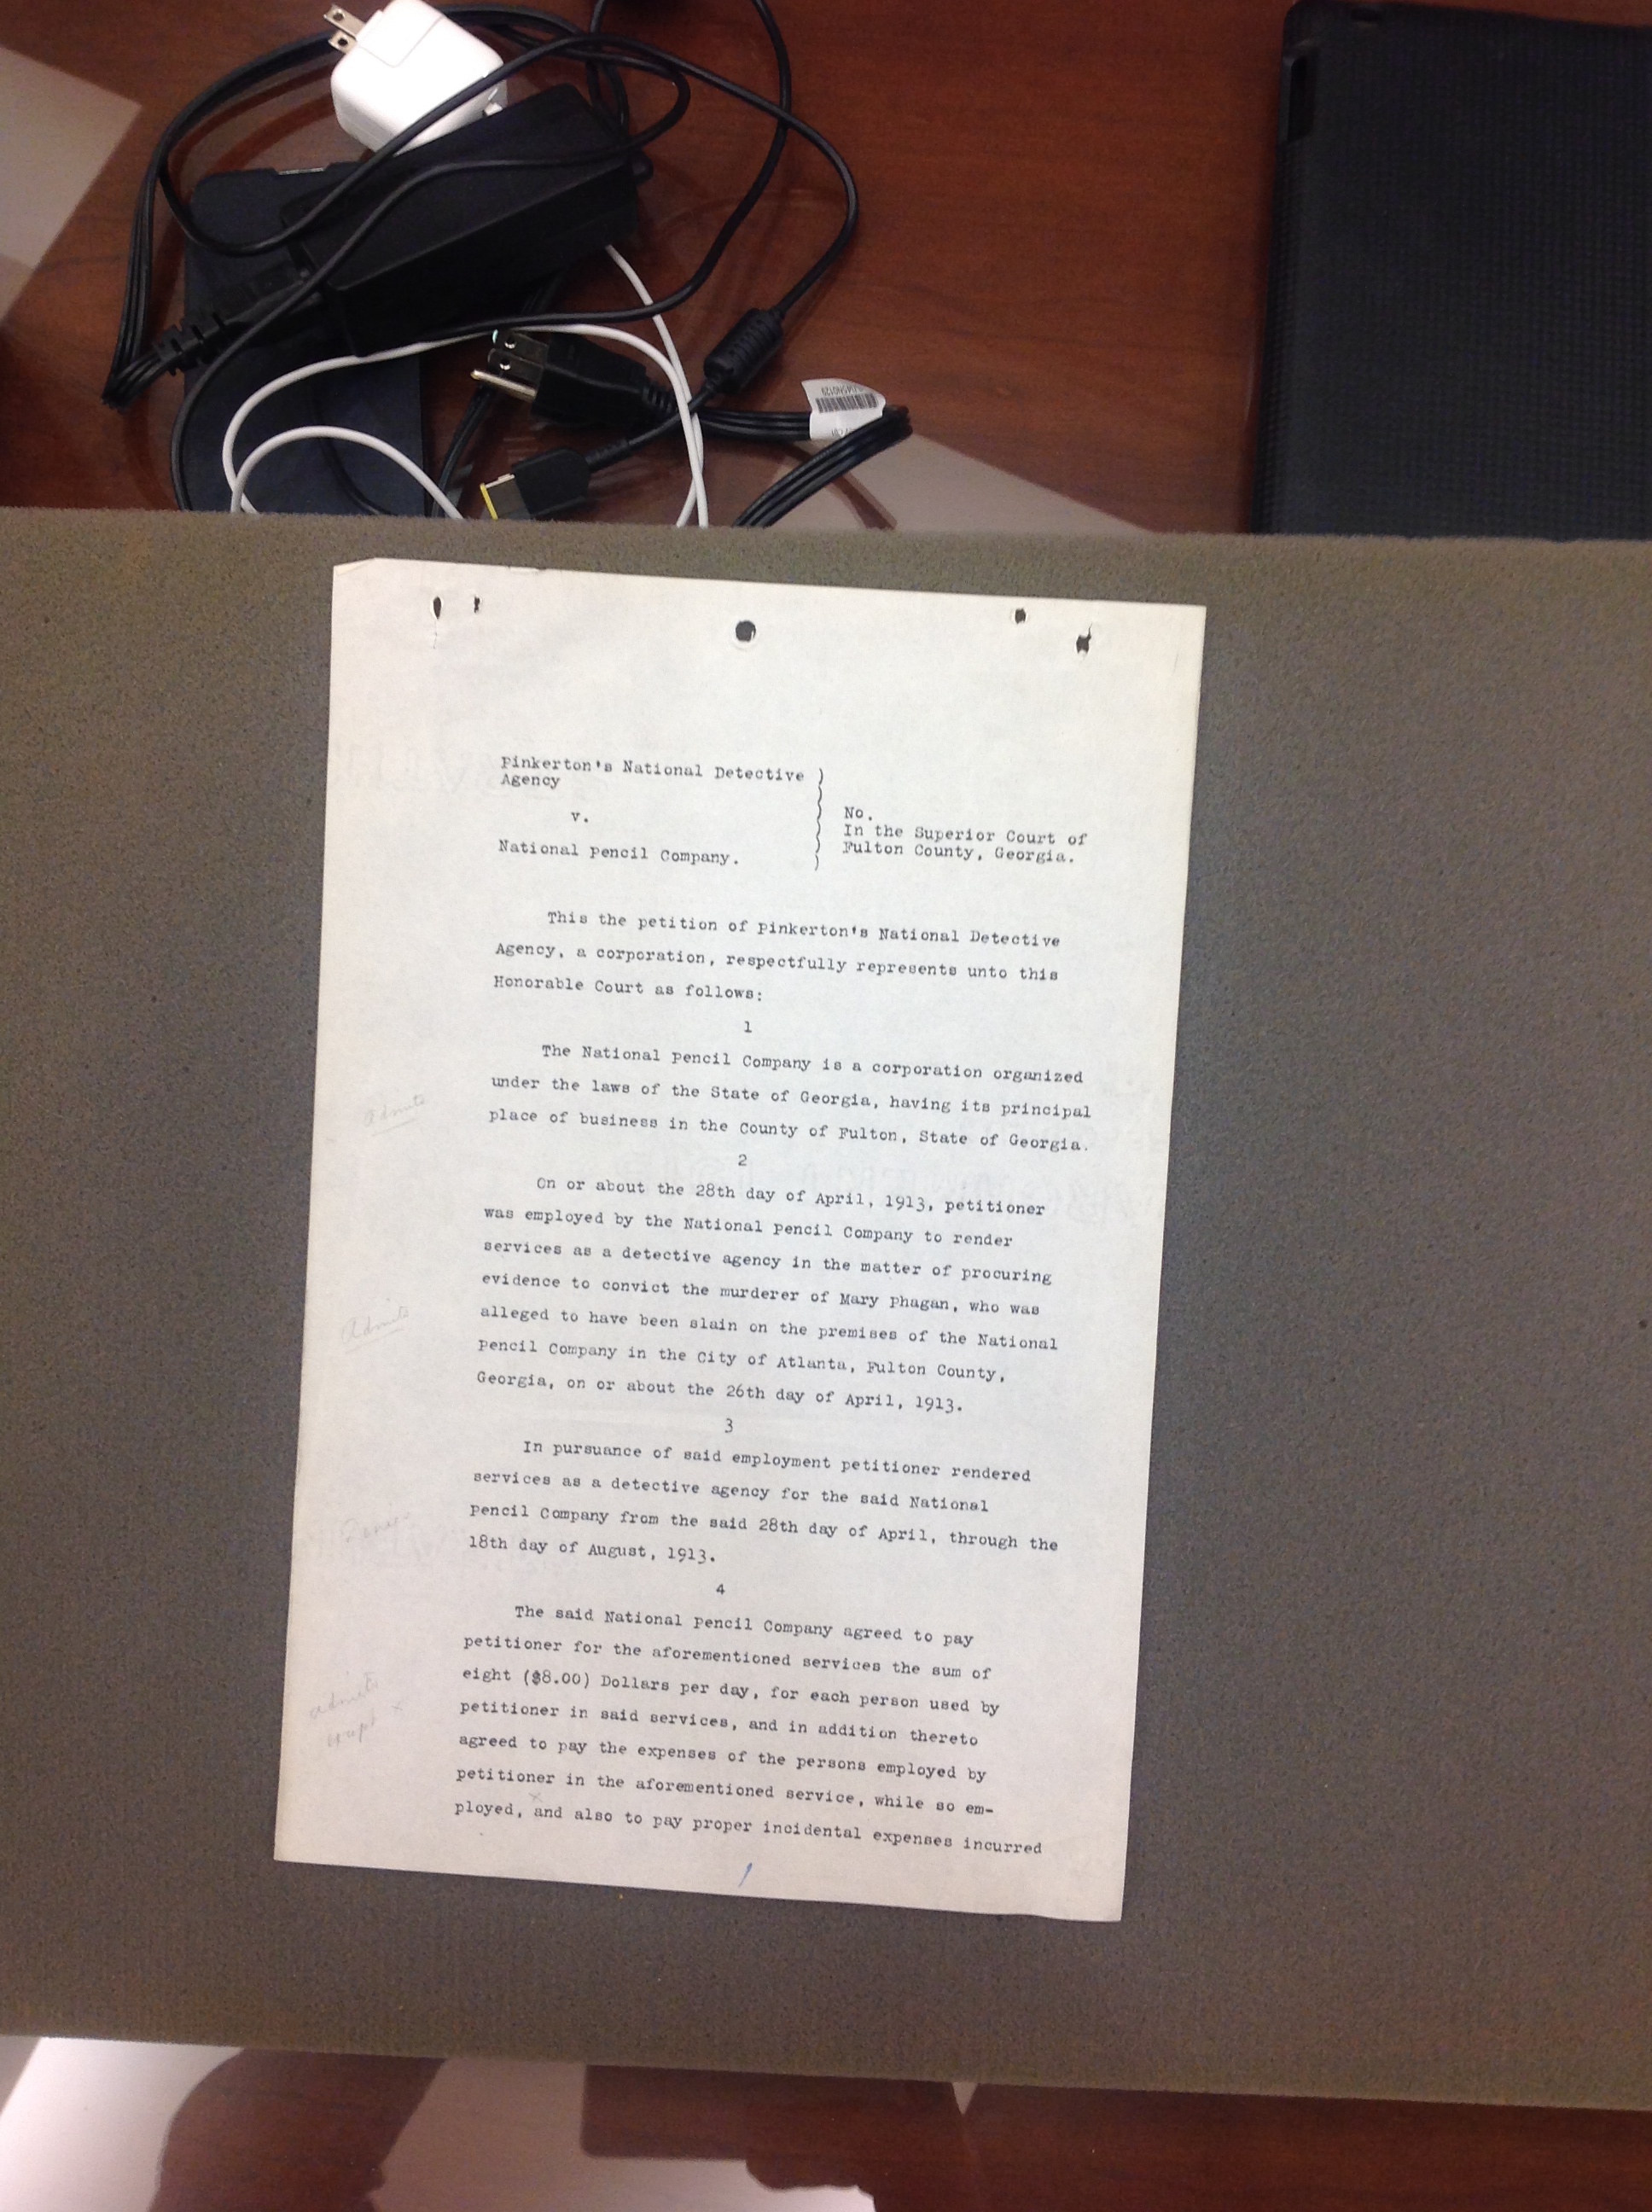 Pinkerton's National Detective )
Agency
v.
No.
In the Superior Court of
National Pencil Company.
Fulton County, Georgia.
This the petition of Pinkerton's National Detective
Agency, a corporation, respectfully represents unto this
Honorable Court as follows:
1
The National Pencil Company is a corporation organized
under the laws of the State of Georgia, having its principal
admits
place of business in the County of Fulton, State of Georgia.
2
On or about the 28th day of April, 1913, petitioner
was employed by the National Pencil Company to render
services as a detective agency in the matter of procuring
evidence to convict the murderer of Mary Phagan, who was
Admits
alleged to have been slain on the premises of the National
Pencil Company in the City of Atlanta, Fulton County,
Georgia, on or about the 26th day of April, 1913.
3
In pursuance of said employment petitioner rendered
services as a detective agency for the said National
Pencil Company from the said 28th day of April, through the
18th day of August, 1913.
4
The said National Pencil Company agreed to pay
petitioner for the aforementioned services the sum of
eight ($8.00) Dollars per day, for each person used by
admits
petitioner in said services, and in addition thereto
except x
agreed to pay the expenses of the persons employed by
petitioner in the aforementioned service, while so em-
x
ployed, and also to pay proper incidental expenses incurred
1